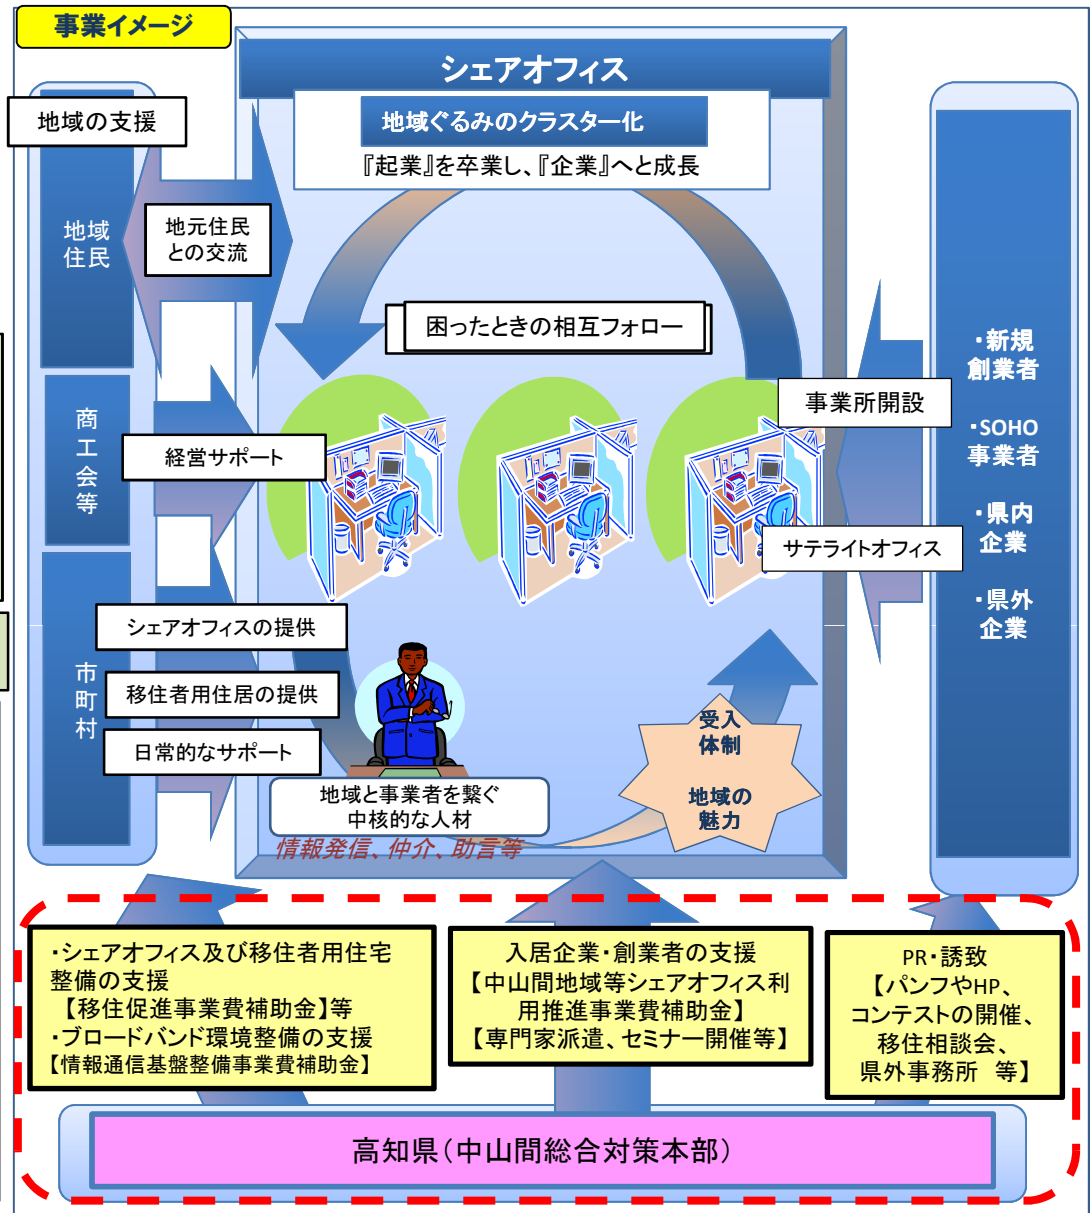 事業イメージ
シェアオフィス
地域ぐるみのクラスター化
『起業』を卒業し、『企業』へと成長
地域の支援
地域
住民
地元住民
との交流
困ったときの相互フォロー
商
工
会
等
経営サポート
市
町
村
シェアオフィスの提供
移住者用住居の提供
日常的なサポート
地域と事業者を繋ぐ
中核的な人材
情報発信、仲介、助言等
受入
体制
地域の
魅力
事業所開設
サテライトオフィス
・新規
創業者
・SOHO
事業者
・県内
企業
・県外
企業
・シェアオフィス及び移住者用住宅
整備の支援
【移住促進事業費補助金】等
・ブロードバンド環境整備の支援
【情報通信基盤整備事業費補助金】
入居企業・創業者の支援
【中山間地域等シェアオフィス利
用推進事業費補助金】
【専門家派遣、セミナー開催等】
PR・誘致
【パンフやHP、
コンテストの開催、
移住相談会、
県外事務所　等】
高知県（中山間総合対策本部）